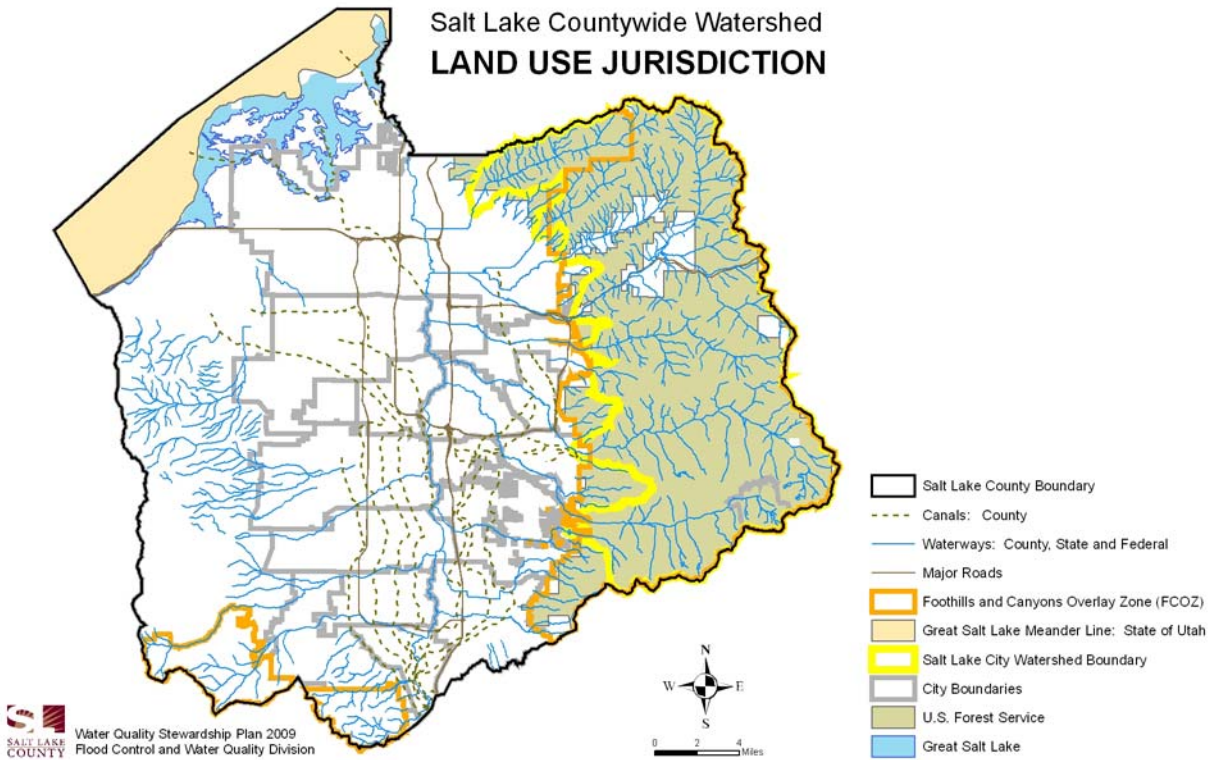 Salt Lake Countywide Watershed
LAND USE JURISDICTION
Salt Lake County Boundary
Canals: County
Waterways: County, State and Federal
Major Roads
Foothills and Canyons Overlay Zone (FCOZ)
Great Salt Lake Meander Line: State of Utah
Salt Lake City Watershed Boundary
City Boundaries
U.S. Forest Service
Great Salt Lake
N
W E
S
0 2 4
Miles
SALT LAKE
COUNTY
Water Quality Stewardship Plan 2009
Flood Control and Water Quality Division